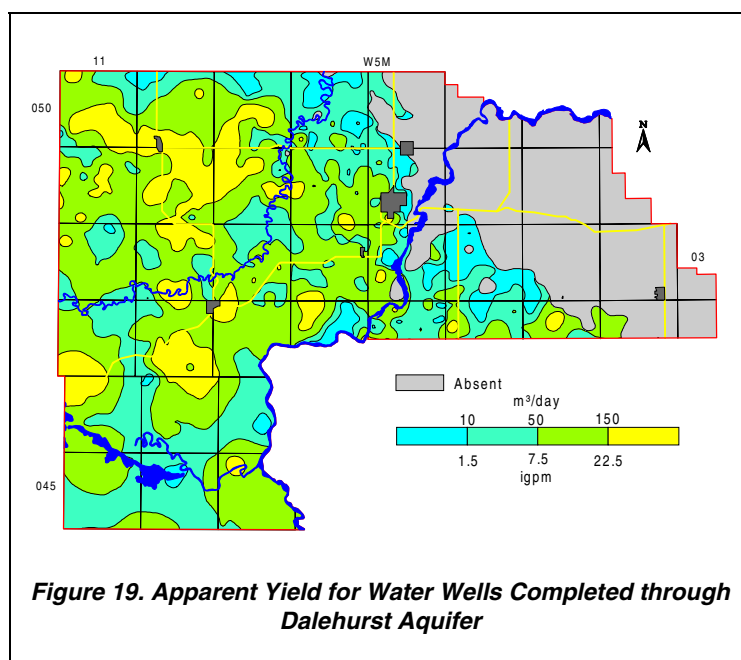 11
W5M
050
N
03
Absent
m³/day
10 50 150
1.5 7.5 22.5
igpm
045
Figure 19. Apparent Yield for Water Wells Completed through
Dalehurst Aquifer